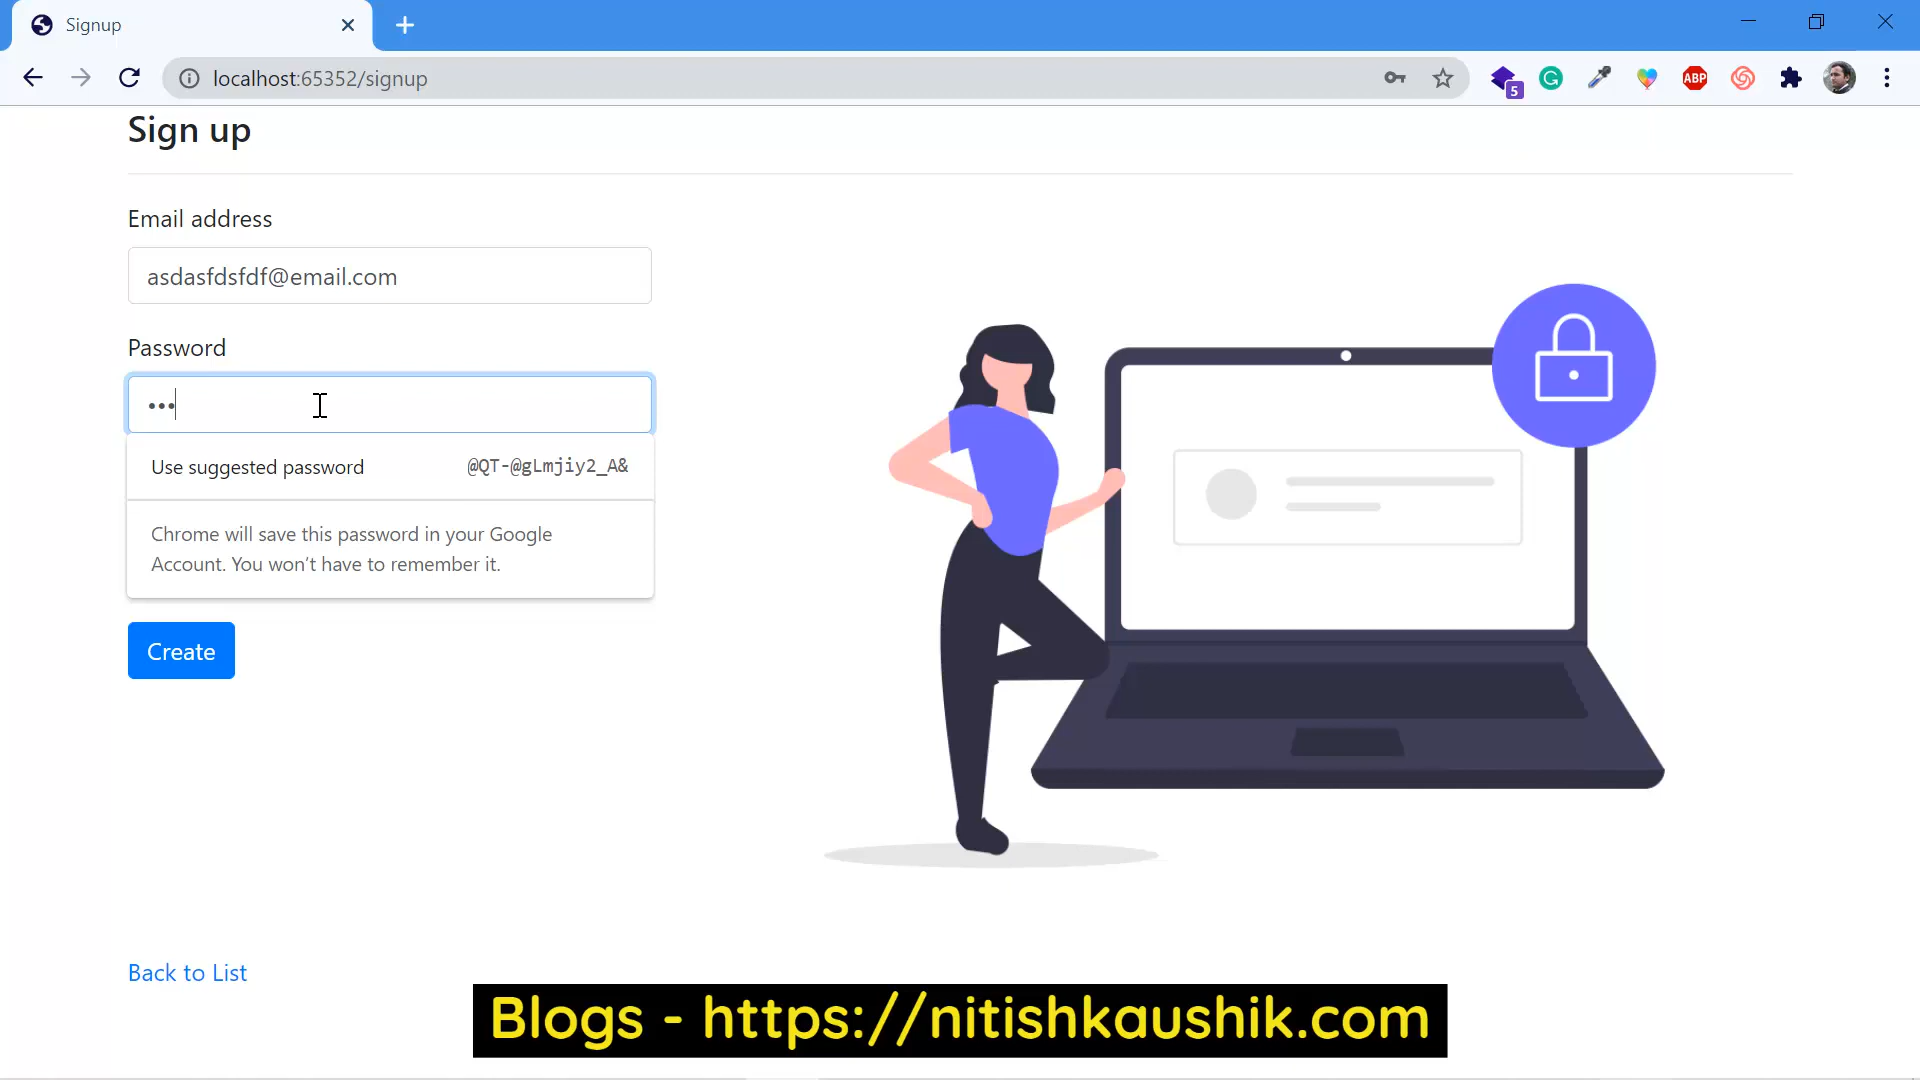 Signup
localhost:65352/signup
5
ABP
Sign up
Email address
asdasfdsfdf@email.com
Password
•••
Use suggested password @QT-@gLmjiy2_A&
Chrome will save this password in your Google
Account. You won’t have to remember it.
Create
Back to List
Blogs - https://nitishkaushik.com